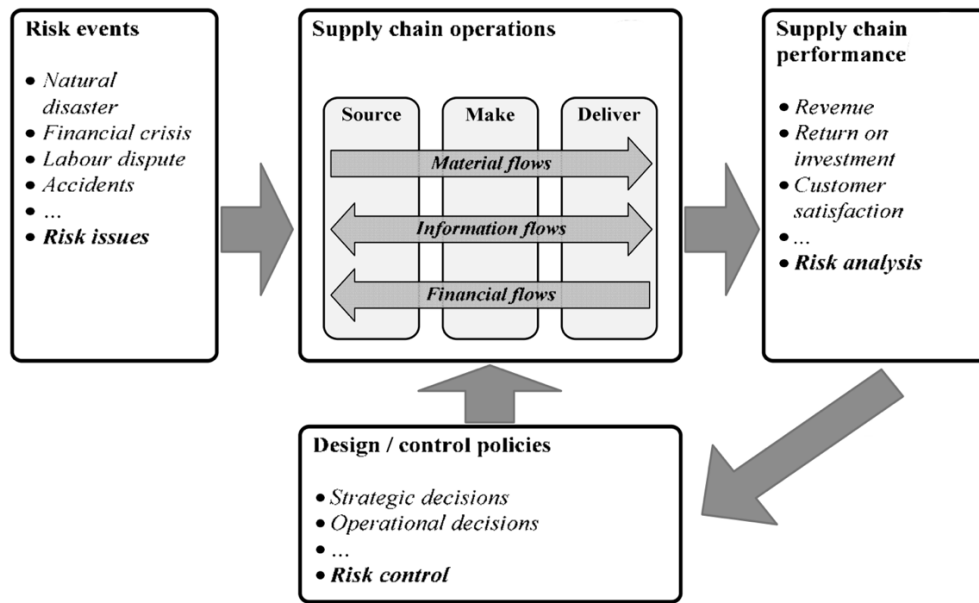 Risk events
• Natural
disaster
• Financial crisis
• Labour dispute
• Accidents
• ...
• Risk issues
Supply chain operations
Source
Make
Deliver
Material flows
Information flows
Financial flows
Supply chain
performance
• Revenue
• Return on
investment
• Customer
satisfaction
• ...
• Risk analysis
Design / control policies
• Strategic decisions
• Operational decisions
• ...
• Risk control